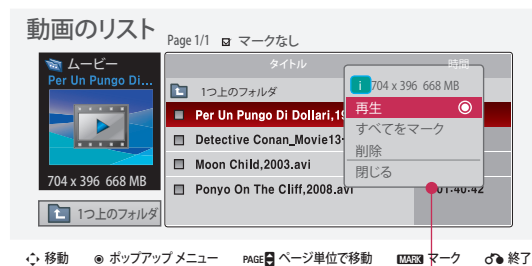 動画のリスト
Page 1/1 マークなし
ムービー
Per Un Pungo Di...
704 x 396 668 MB
1つ上のフォルダ
タイトル 時間
1つ上のフォルダ
Per Un Pungo Di Dollari,19
Detective Conan_Movie13
Moon Child,2003.avi
Ponyo On The Cliff,2008.avi 01:40:42
i 704 x 396 668 MB
再生
すべてをマーク
削除
閉じる
移動 ポップアップ メニュー PAGE ページ単位で移動 MARK マーク 終了